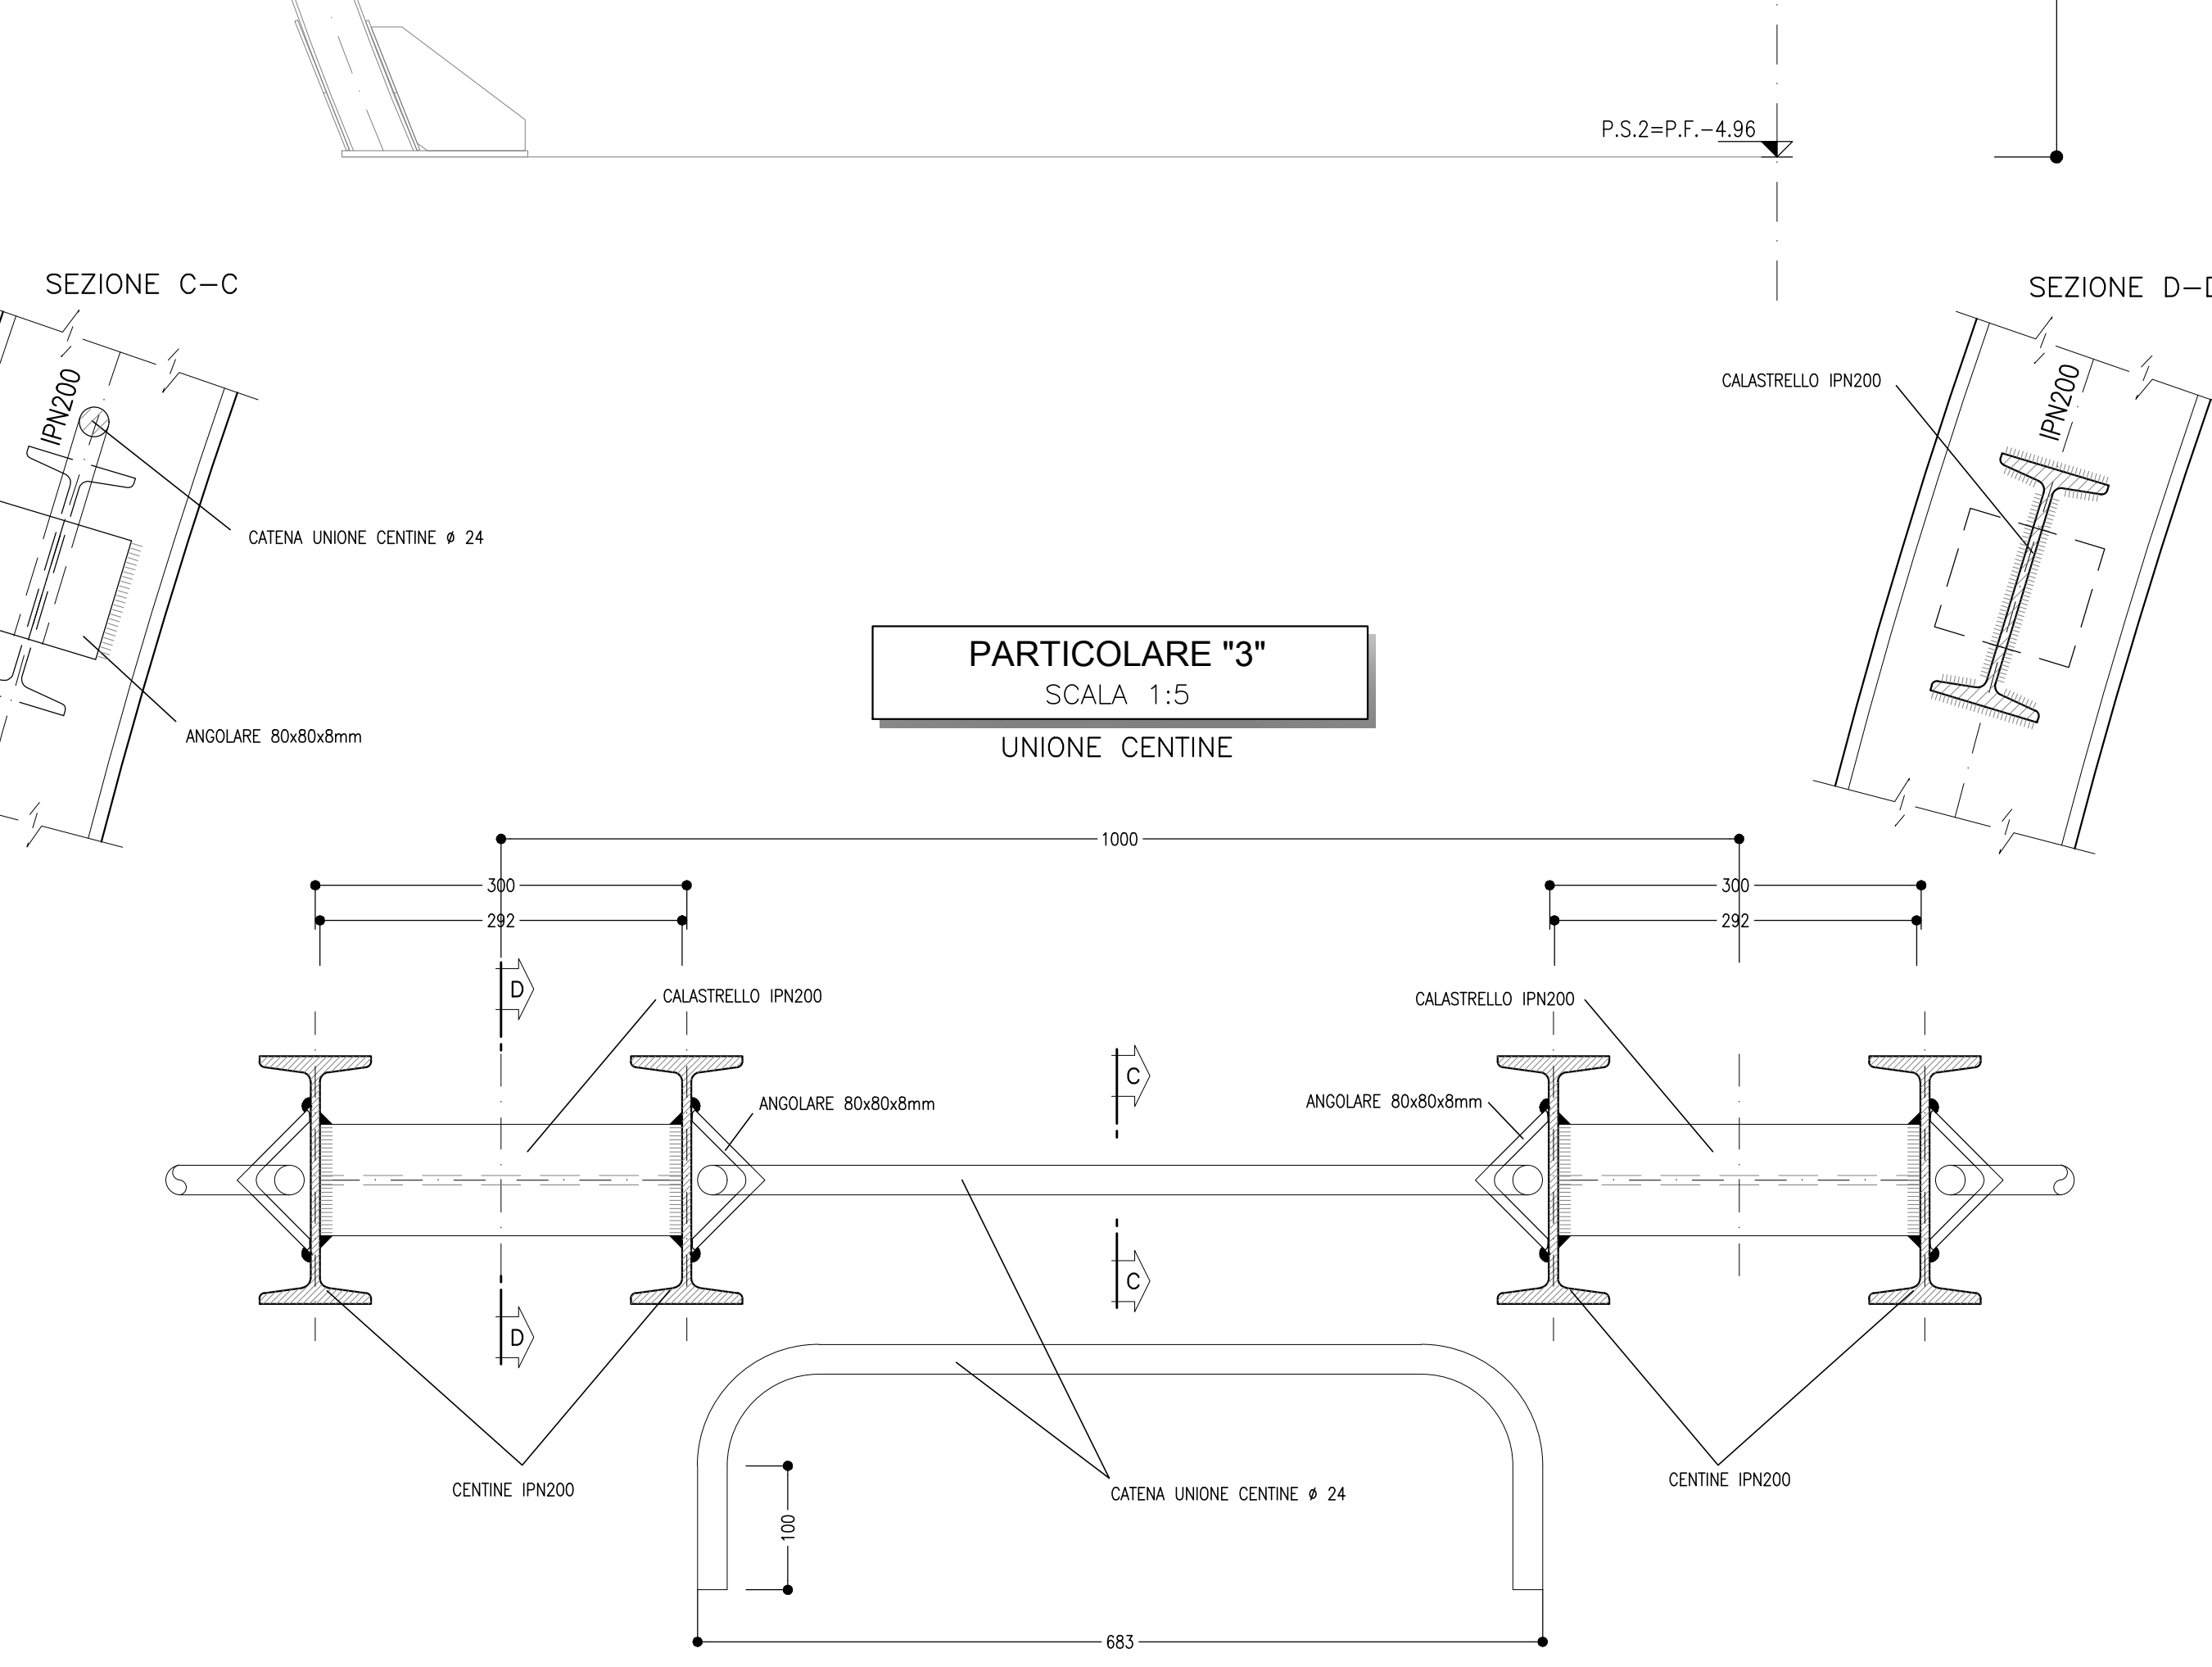 P.S.2=P.F.-4.96
SEZIONE C-C
SEZIONE D-D
IPN200
CATENA UNIONE CENTINE ø 24
ANGOLARE 80x80x8mm
CALASTRELLO IPN200
IPN200
PARTICOLARE "3"
SCALA 1:5
UNIONE CENTINE
1000
300
300
292
292
D
CALASTRELLO IPN200
CALASTRELLO IPN200
C
ANGOLARE 80x80x8mm
ANGOLARE 80x80x8mm
C
D
CENTINE IPN200
CATENA UNIONE CENTINE ø 24
CENTINE IPN200
100
683